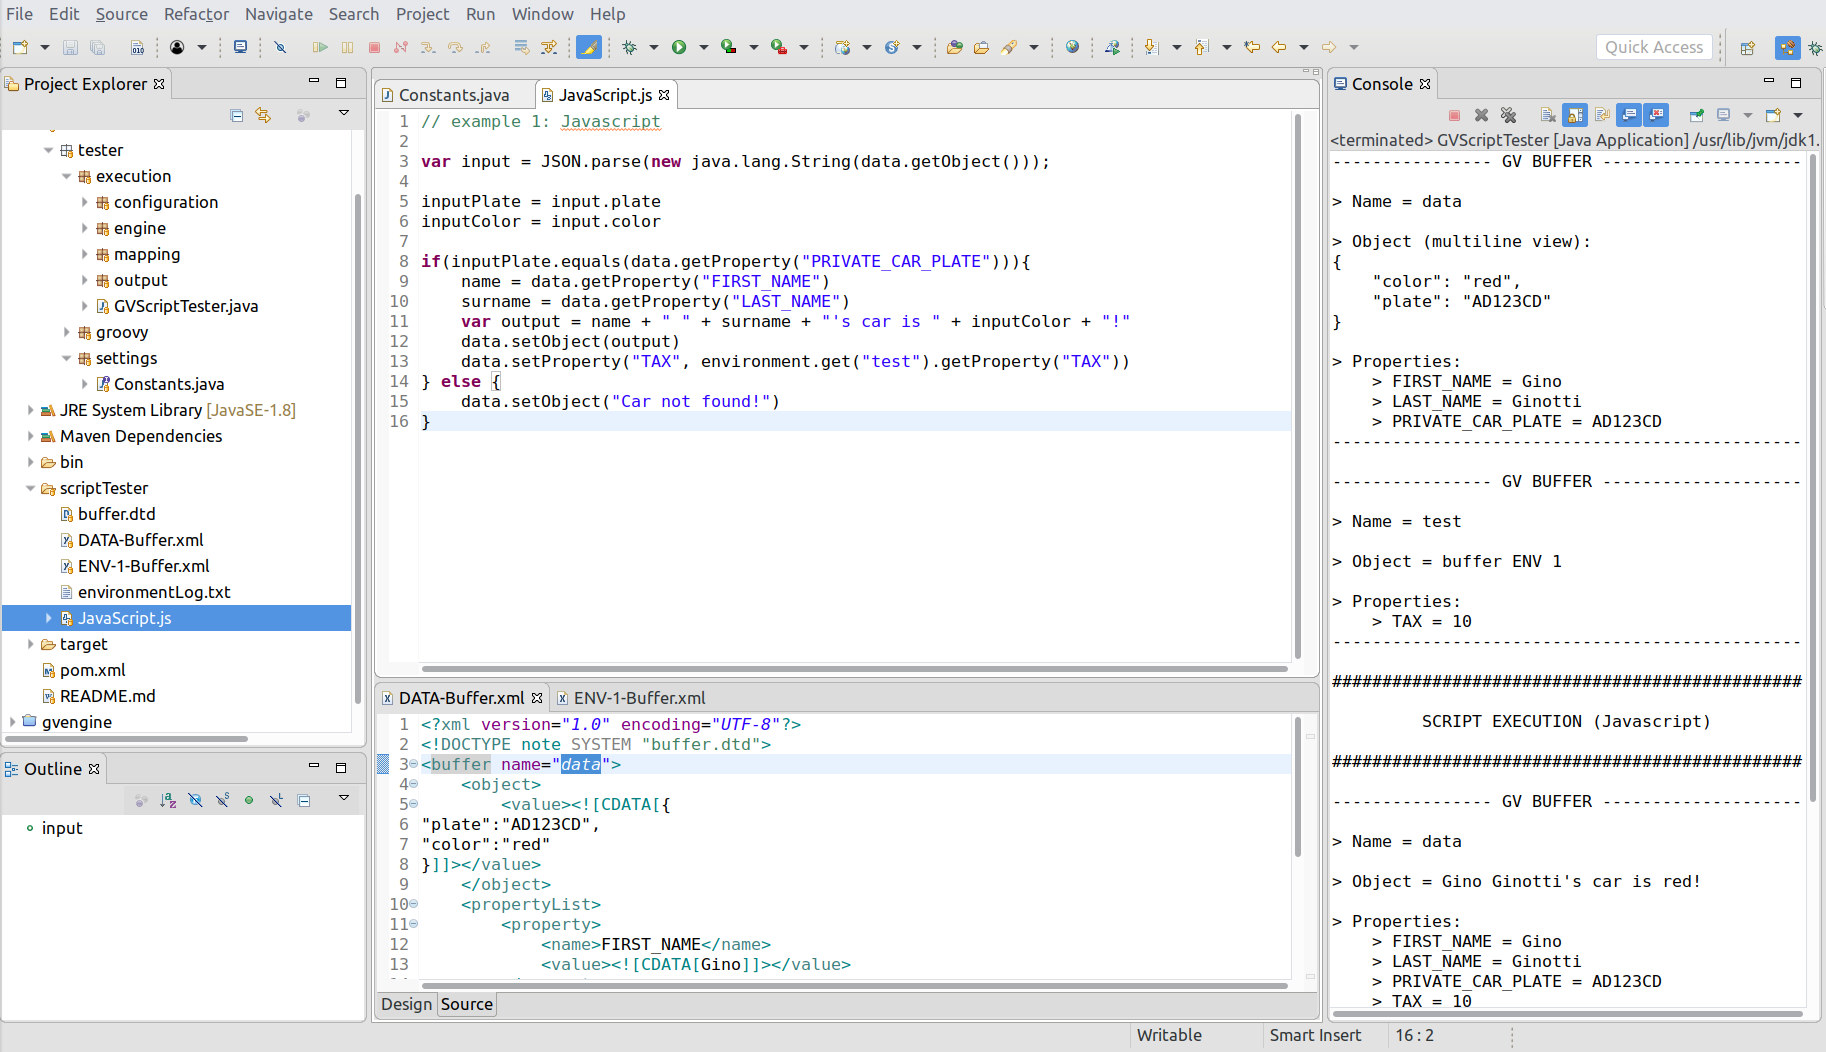 File Edit Source Refactor Navigate Search Project Run Window Help
Quick Access
Project Explorer
tester
execution
configuration
engine
mapping
output
GVScriptTester.java
groovy
settings
Constants.java
JRE System Library [JavaSE-1.8]
Maven Dependencies
bin
scriptTester
buffer.dtd
DATA-Buffer.xml
ENV-1-Buffer.xml
environmentLog.txt
JavaScript.js
target
pom.xml
README.md
gvengine
Outline
input
Constants.java JavaScript.js
1 // example 1: Javascript
2
3 var input = JSON.parse(new java.lang.String(data.getObject()));
4
5 inputPlate = input.plate
6 inputColor = input.color
7
8 if(inputPlate.equals(data.getProperty("PRIVATE_CAR_PLATE"))){
9     name = data.getProperty("FIRST_NAME")
10     surname = data.getProperty("LAST_NAME")
11     var output = name + " " + surname + "'s car is " + inputColor + "!"
12     data.setObject(output)
13     data.setProperty("TAX", environment.get("test").getProperty("TAX"))
14 } else {
15     data.setObject("Car not found!")
16 }
DATA-Buffer.xml ENV-1-Buffer.xml
1 <?xml version="1.0" encoding="UTF-8"?>
2 <!DOCTYPE note SYSTEM "buffer.dtd">
3 <buffer name="data">
4     <object>
5         <value><![CDATA[{
6 "plate":"AD123CD",
7 "color":"red"
8 }]]></value>
9     </object>
10     <propertyList>
11         <property>
12             <name>FIRST_NAME</name>
13             <value><![CDATA[Gino]]></value>
Design Source
Console
<terminated> GVScriptTester [Java Application] /usr/lib/jvm/jdk1.
---------------- GV BUFFER --------------------
> Name = data
> Object (multiline view):
{
    "color": "red",
    "plate": "AD123CD"
}
> Properties:
    > FIRST_NAME = Gino
    > LAST_NAME = Ginotti
    > PRIVATE_CAR_PLATE = AD123CD
-----------------------------------------------
---------------- GV BUFFER --------------------
> Name = test
> Object = buffer ENV 1
> Properties:
    > TAX = 10
-----------------------------------------------
###############################################
SCRIPT EXECUTION (Javascript)
###############################################
---------------- GV BUFFER --------------------
> Name = data
> Object = Gino Ginotti's car is red!
> Properties:
    > FIRST_NAME = Gino
    > LAST_NAME = Ginotti
    > PRIVATE_CAR_PLATE = AD123CD
    > TAX = 10
Writable Smart Insert 16 : 2